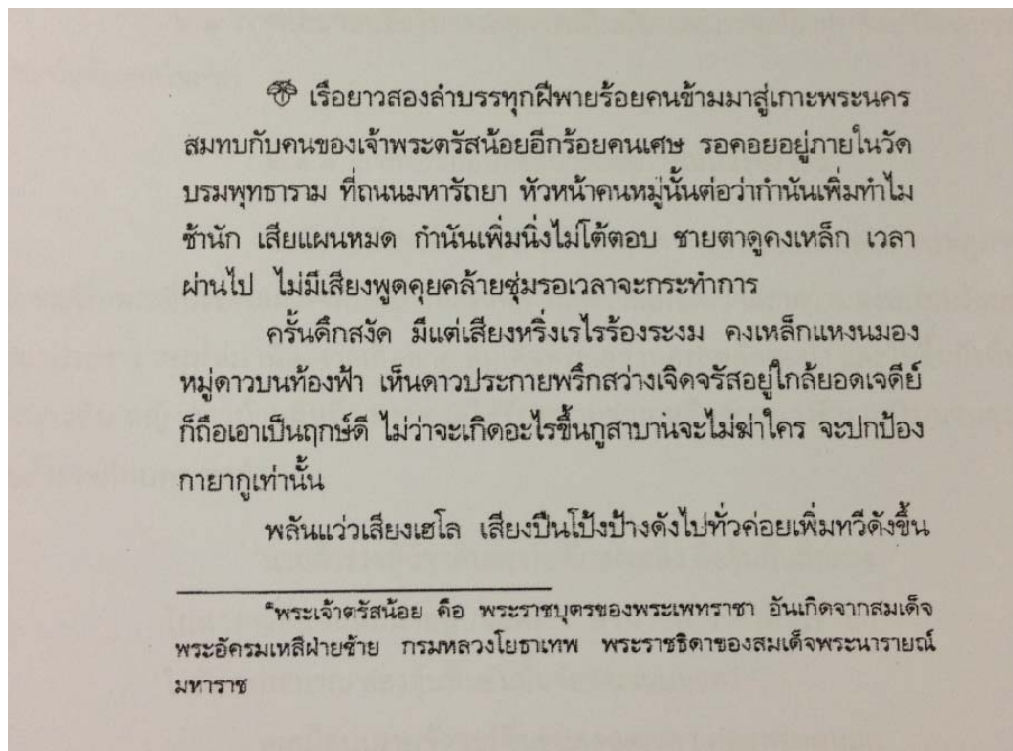 เรือยาวสองลำบรรทุกฝีพายร้อยคนข้ามมาสู่เกาะพระนคร
สมทบกับคนของเจ้าพระตรัสน้อยอีกร้อยคนเศษ รอคอยอยู่ภายในวัด
บรมพุทธาราม ที่ถนนมหารัถยา หัวหน้าคนหมู่นั้นต่อว่ากำนันเพิ่มทำไม
ช้านัก เสียแผนหมด กำนันเพิ่มนิ่งไม่โต้ตอบ ชายตาดูคงเหล็ก เวลา
ผ่านไป ไม่มีเสียงพูดคุยคล้ายซุ่มรอเวลาจะกระทำการ
ครั้นดึกสงัด มีแต่เสียงหริ่งเรไรร้องระงม คงเหล็กแหงนมอง
หมู่ดาวบนท้องฟ้า เห็นดาวประกายพรึกสว่างเจิดจรัสอยู่ใกล้ยอดเจดีย์
ก็ถือเอาเป็นฤกษ์ดี ไม่ว่าจะเกิดอะไรขึ้นกูสาบานจะไม่ฆ่าใคร จะปกป้อง
กายากูเท่านั้น
พลันแว่วเสียงเฮโล เสียงปืนโป้งป้างดังไปทั่วค่อยเพิ่มทวีดังขึ้น
พระเจ้าตรัสน้อย คือ พระราชบุตรของพระเพทราชา อันเกิดจากสมเด็จ
พระอัครมเหสีฝ่ายซ้าย กรมหลวงโยธาเทพ พระราชธิดาของสมเด็จพระนารายณ์
มหาราช